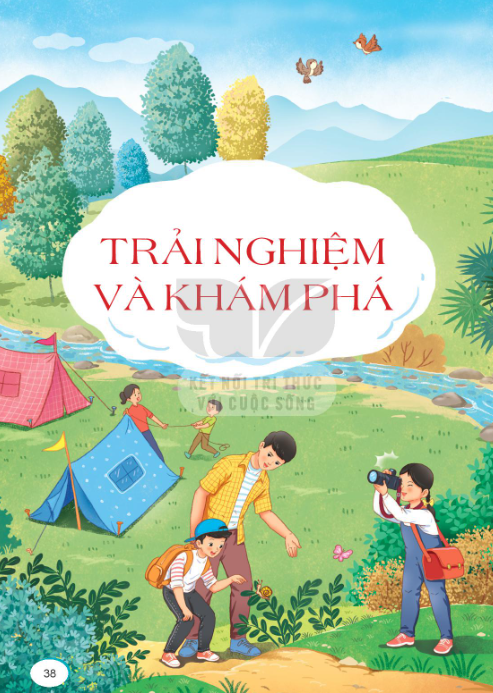 TRẢI NGHIỆM
VÀ KHÁM PHÁ
KẾT NỐI TRI THỨC
VỚI CUỘC SỐNG
38